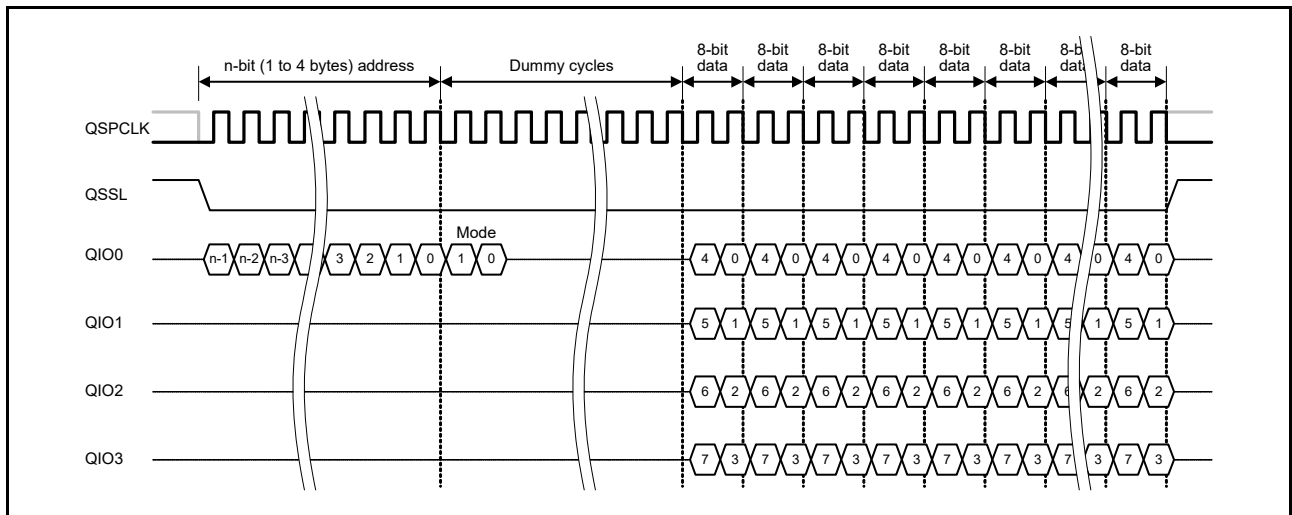 n-bit (1 to 4 bytes) address Dummy cycles 8-bit data 8-bit data 8-bit data 8-bit data 8-bit data 8-bit data 8-bit data 8-bit data
QSPCLK
QSSL
Mode
QIO0 n-1 n-2 n-3 3 2 1 0 1 0 4 0 4 0 4 0 4 0 4 0 4 0 4 0 4 0
QIO1 5 1 5 1 5 1 5 1 5 1 5 1 5 1 5 1
QIO2 6 2 6 2 6 2 6 2 6 2 6 2 6 2 6 2
QIO3 7 3 7 3 7 3 7 3 7 3 7 3 7 3 7 3